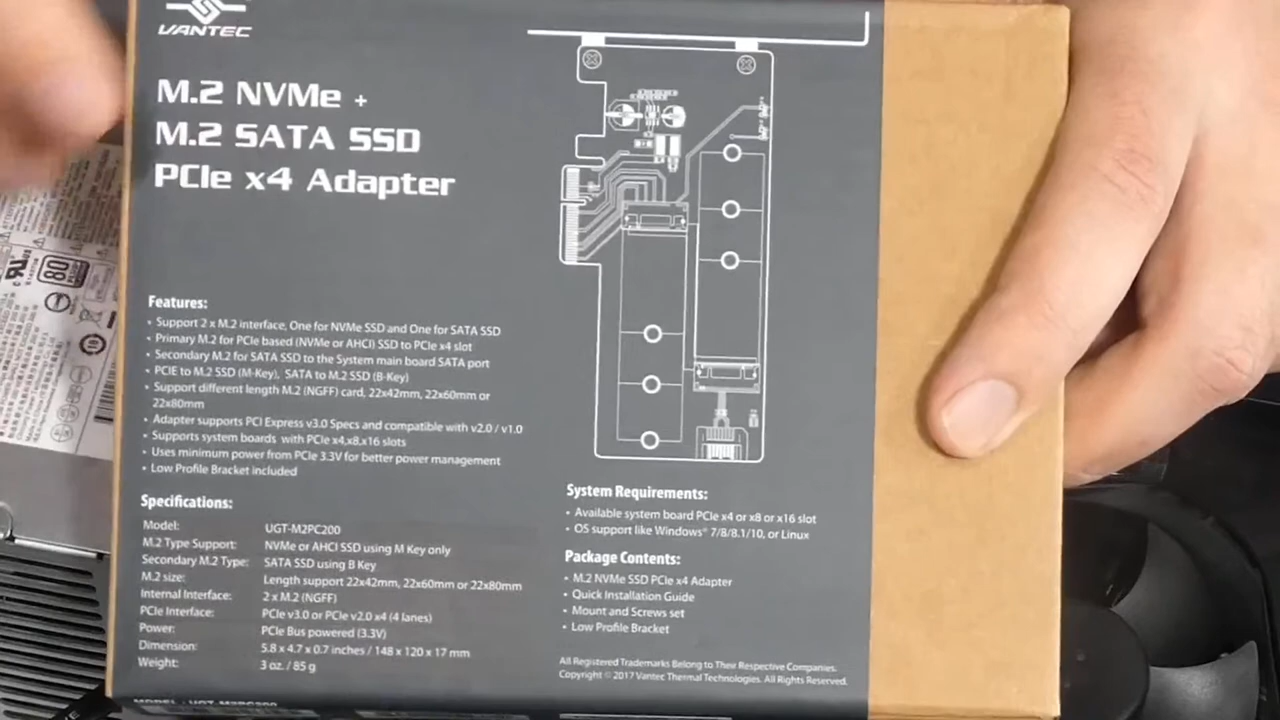 VANTEC
M.2 NVMe +
M.2 SATA SSD
PCIe x4 Adapter
Features:
• Support 2 x M.2 interface, One for NVMe SSD and One for SATA SSD
• Primary M.2 for PCIe based (NVMe or AHCI) SSD to PCIe x4 slot
• Secondary M.2 for SATA SSD to the System main board SATA port
• PCIE to M.2 SSD (M-Key), SATA to M.2 SSD (B-Key)
• Support different length M.2 (NGFF) card, 22x42mm, 22x60mm or
22x80mm
• Adapter supports PCI Express v3.0 Specs and compatible with v2.0 / v1.0
• Supports system boards with PCIe x4,x8,x16 slots
• Uses minimum power from PCIe 3.3V for better power management
• Low Profile Bracket included
Specifications:
Model: UGT-M2PC200
M.2 Type Support: NVMe or AHCI SSD using M Key only
Secondary M.2 Type: SATA SSD using B Key
M.2 size: Length support 22x42mm, 22x60mm or 22x80mm
Internal Interface: 2 x M.2 (NGFF)
PCIe Interface: PCIe v3.0 or PCIe v2.0 x4 (4 lanes)
Power: PCIe Bus powered (3.3V)
Dimension: 5.8 x 4.7 x 0.7 inches / 148 x 120 x 17 mm
Weight: 3 oz. / 85 g
System Requirements:
• Available system board PCIe x4 or x8 or x16 slot
• OS support like Windows® 7/8/8.1/10, or Linux
Package Contents:
• M.2 NVMe SSD PCIe x4 Adapter
• Quick Installation Guide
• Mount and Screws set
• Low Profile Bracket
All Registered Trademarks Belong to Their Respective Companies.
Copyright © 2017 Vantec Thermal Technologies. All Rights Reserved.
MODEL : UGT-M2PC200
80
10